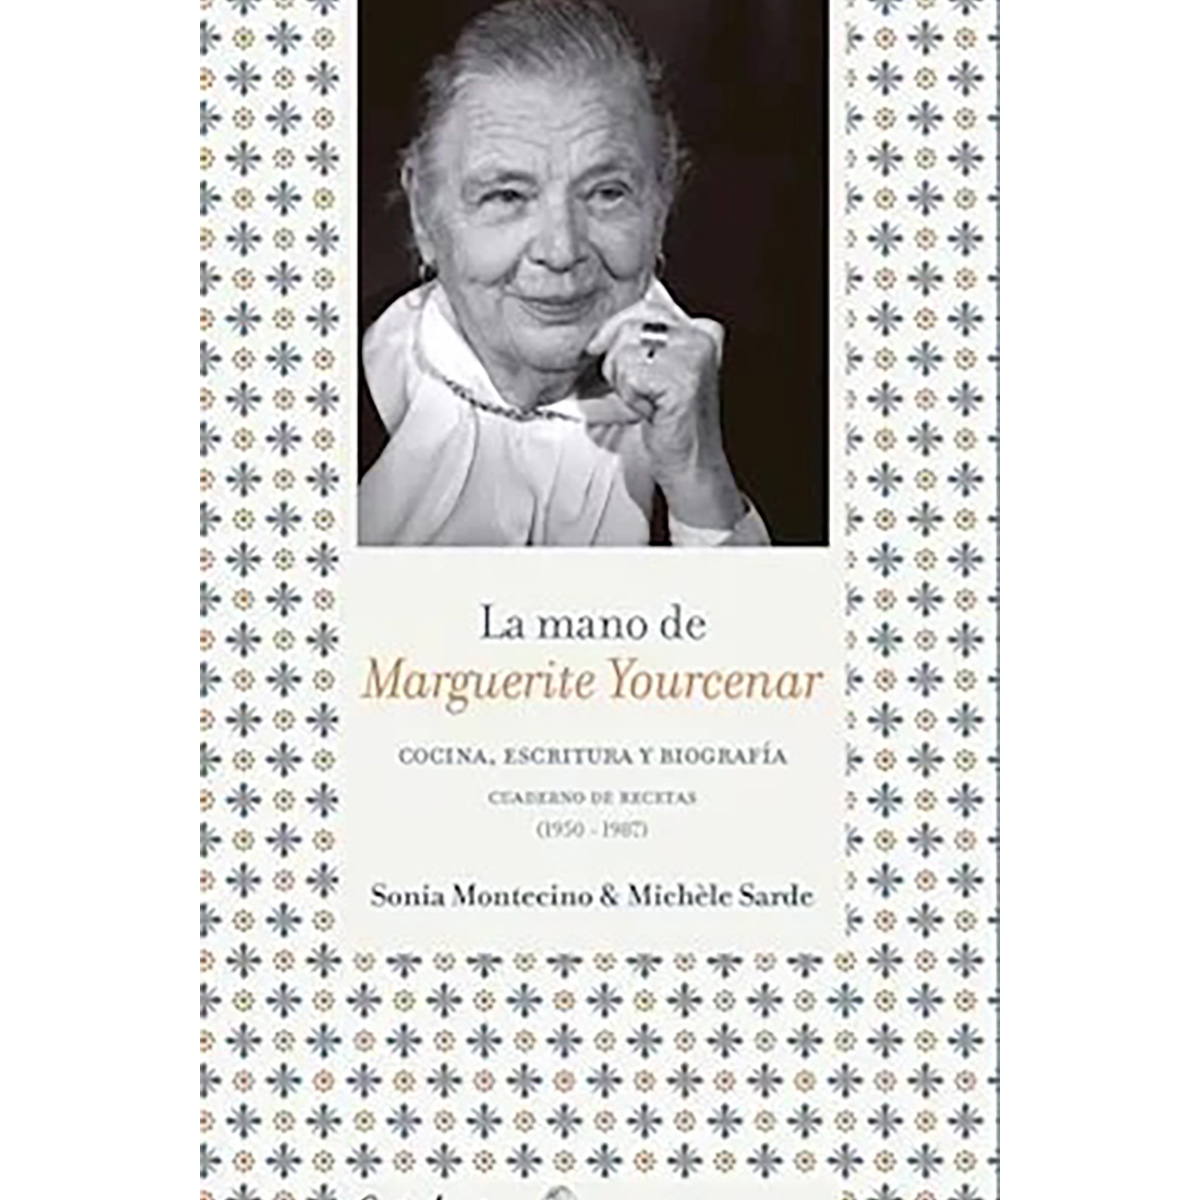 La mano de
Marguerite Yourcenar
COCINA, ESCRITURA Y BIOGRAFÍA
CUADERNO DE RECETAS
(1950 - 1987)
Sonia Montecino & Michèle Sarde